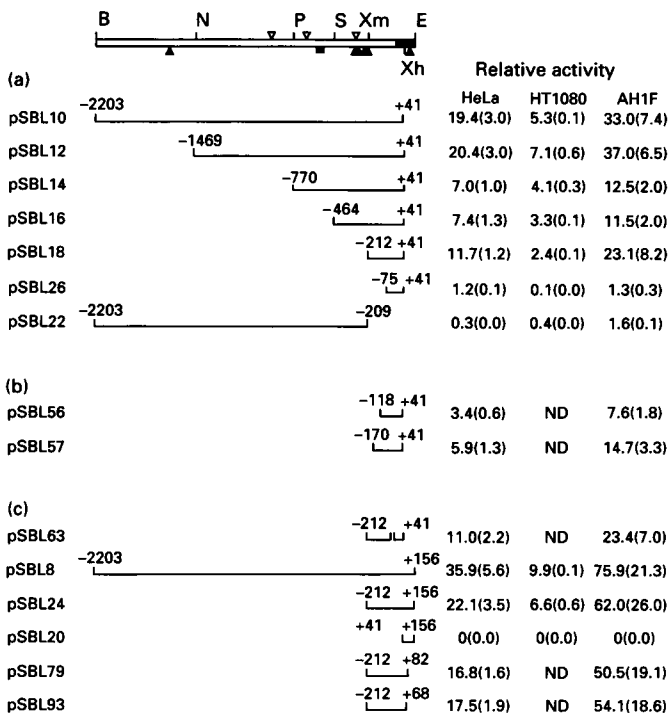 B N P S Xm E
Xh
(a) Relative activity
HeLa HT1080 AH1F
pSBL10 −2203 +41 19.4(3.0) 5.3(0.1) 33.0(7.4)
pSBL12 −1469 +41 20.4(3.0) 7.1(0.6) 37.0(6.5)
pSBL14 −770 +41 7.0(1.0) 4.1(0.3) 12.5(2.0)
pSBL16 −464 +41 7.4(1.3) 3.3(0.1) 11.5(2.0)
pSBL18 −212 +41 11.7(1.2) 2.4(0.1) 23.1(8.2)
pSBL26 −75 +41 1.2(0.1) 0.1(0.0) 1.3(0.3)
pSBL22 −2203 −209 0.3(0.0) 0.4(0.0) 1.6(0.1)
(b)
pSBL56 −118 +41 3.4(0.6) ND 7.6(1.8)
pSBL57 −170 +41 5.9(1.3) ND 14.7(3.3)
(c)
pSBL63 −212 +41 11.0(2.2) ND 23.4(7.0)
pSBL8 −2203 +156 35.9(5.6) 9.9(0.1) 75.9(21.3)
pSBL24 −212 +156 22.1(3.5) 6.6(0.6) 62.0(26.0)
pSBL20 +41 +156 0(0.0) 0(0.0) 0(0.0)
pSBL79 −212 +82 16.8(1.6) ND 50.5(19.1)
pSBL93 −212 +68 17.5(1.9) ND 54.1(18.6)